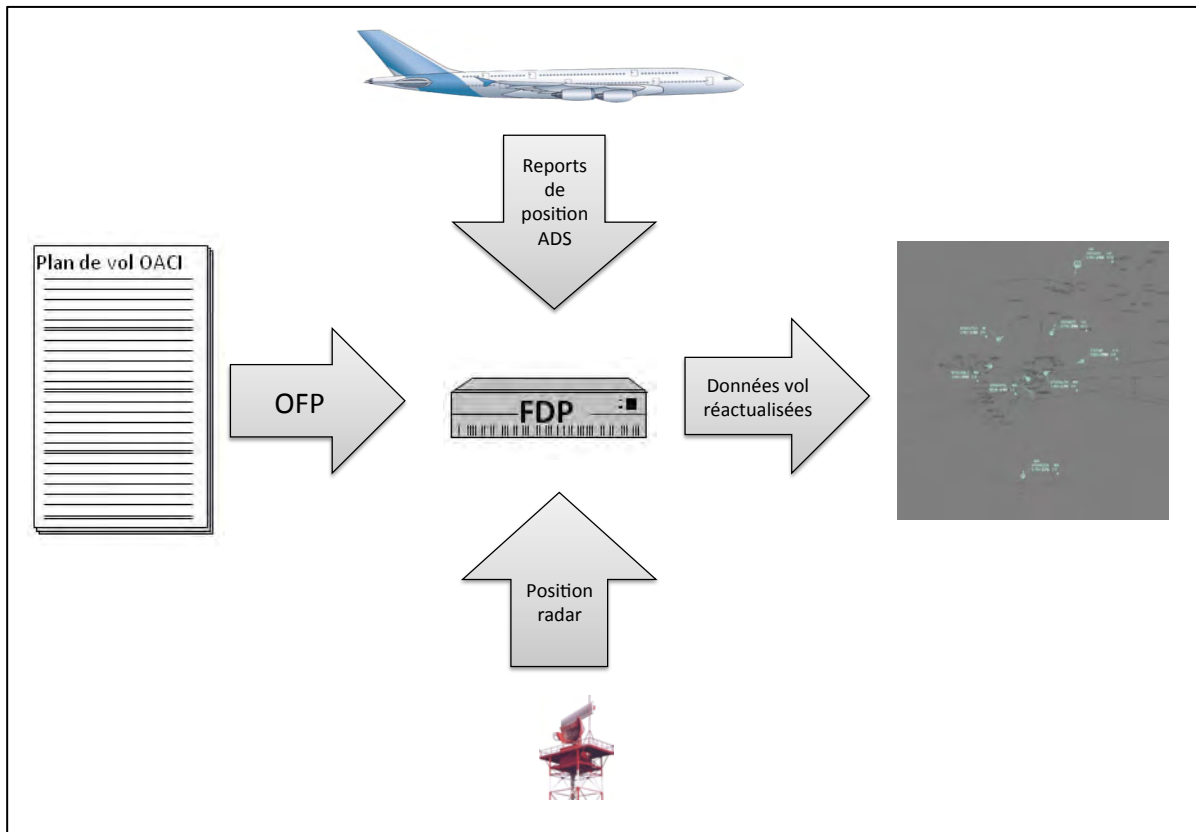 Reports
de
position
ADS
Plan de vol OACI
OFP
FDP
Données vol
réactualisées
Position
radar